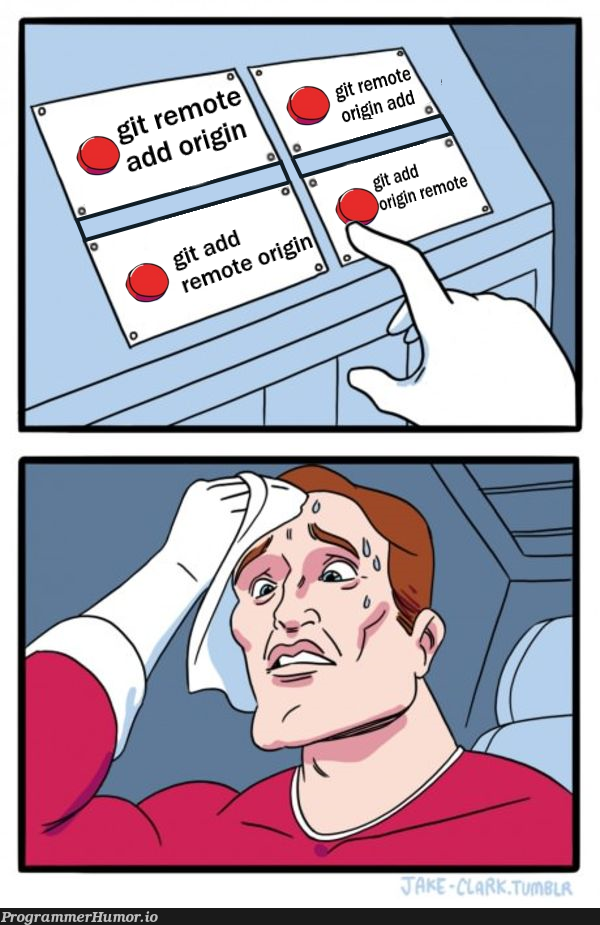 git remote
add origin
git remote
origin add
git add
remote origin
git add
origin remote
JAKE-CLARK.TUMBLR
ProgrammerHumor.io